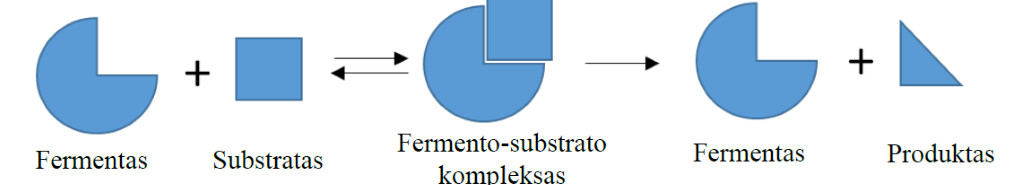 Fermentas
+
Substratas
Fermento-substrato
kompleksas
Fermentas
+
Produktas